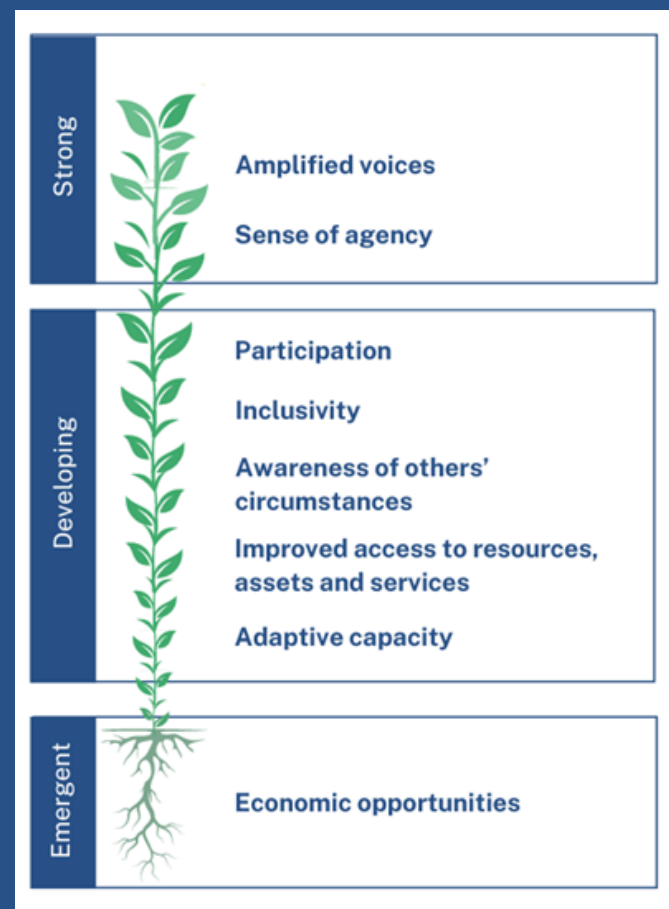 Strong
Amplified voices
Sense of agency
Developing
Participation
Inclusivity
Awareness of others’
circumstances
Improved access to resources,
assets and services
Adaptive capacity
Emergent
Economic opportunities